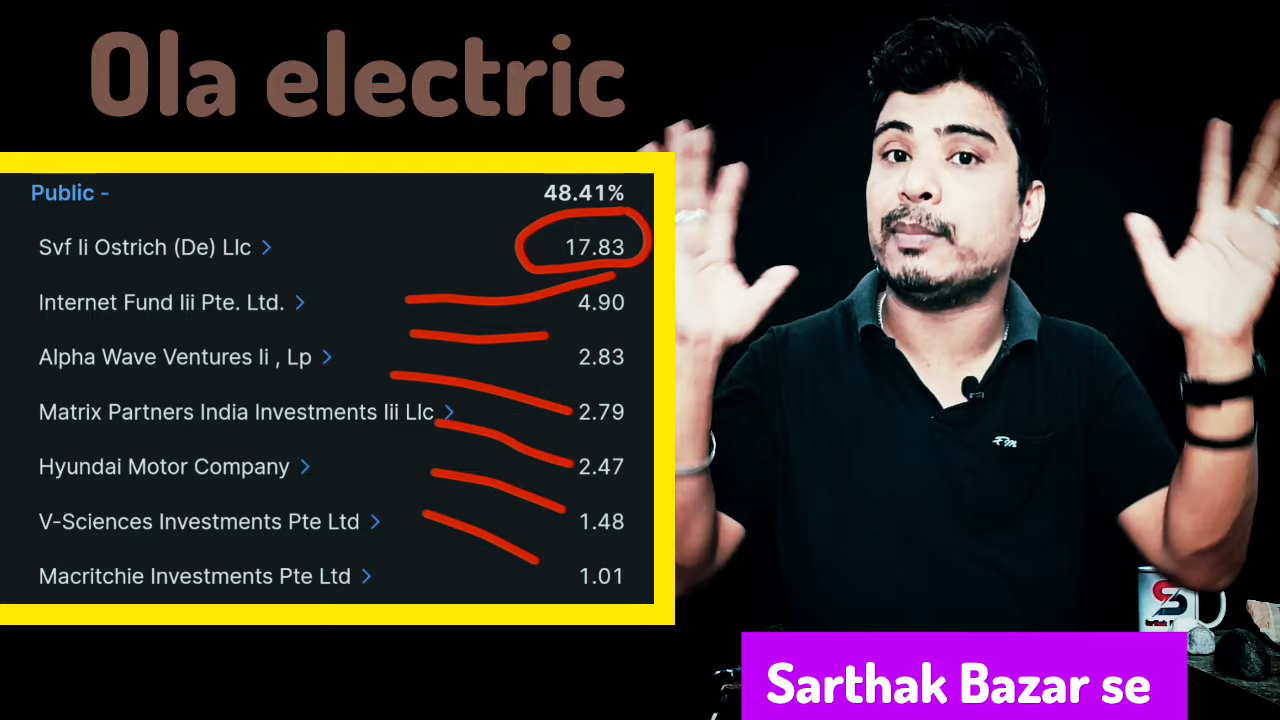 Ola electric
Public - 48.41%
Svf Ii Ostrich (De) Llc > 17.83
Internet Fund Iii Pte. Ltd. > 4.90
Alpha Wave Ventures Ii , Lp > 2.83
Matrix Partners India Investments Iii Llc > 2.79
Hyundai Motor Company > 2.47
V-Sciences Investments Pte Ltd > 1.48
Macritchie Investments Pte Ltd > 1.01
Sarthak Bazar se